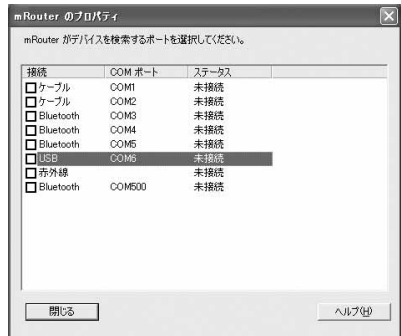 mRouter のプロパティ
mRouter がデバイスを検索するポートを選択してください。
接続 COM ポート ステータス
ケーブル COM1 未接続
ケーブル COM2 未接続
Bluetooth COM3 未接続
Bluetooth COM4 未接続
Bluetooth COM5 未接続
USB COM6 未接続
赤外線 未接続
Bluetooth COM500 未接続
閉じる ヘルプ(H)